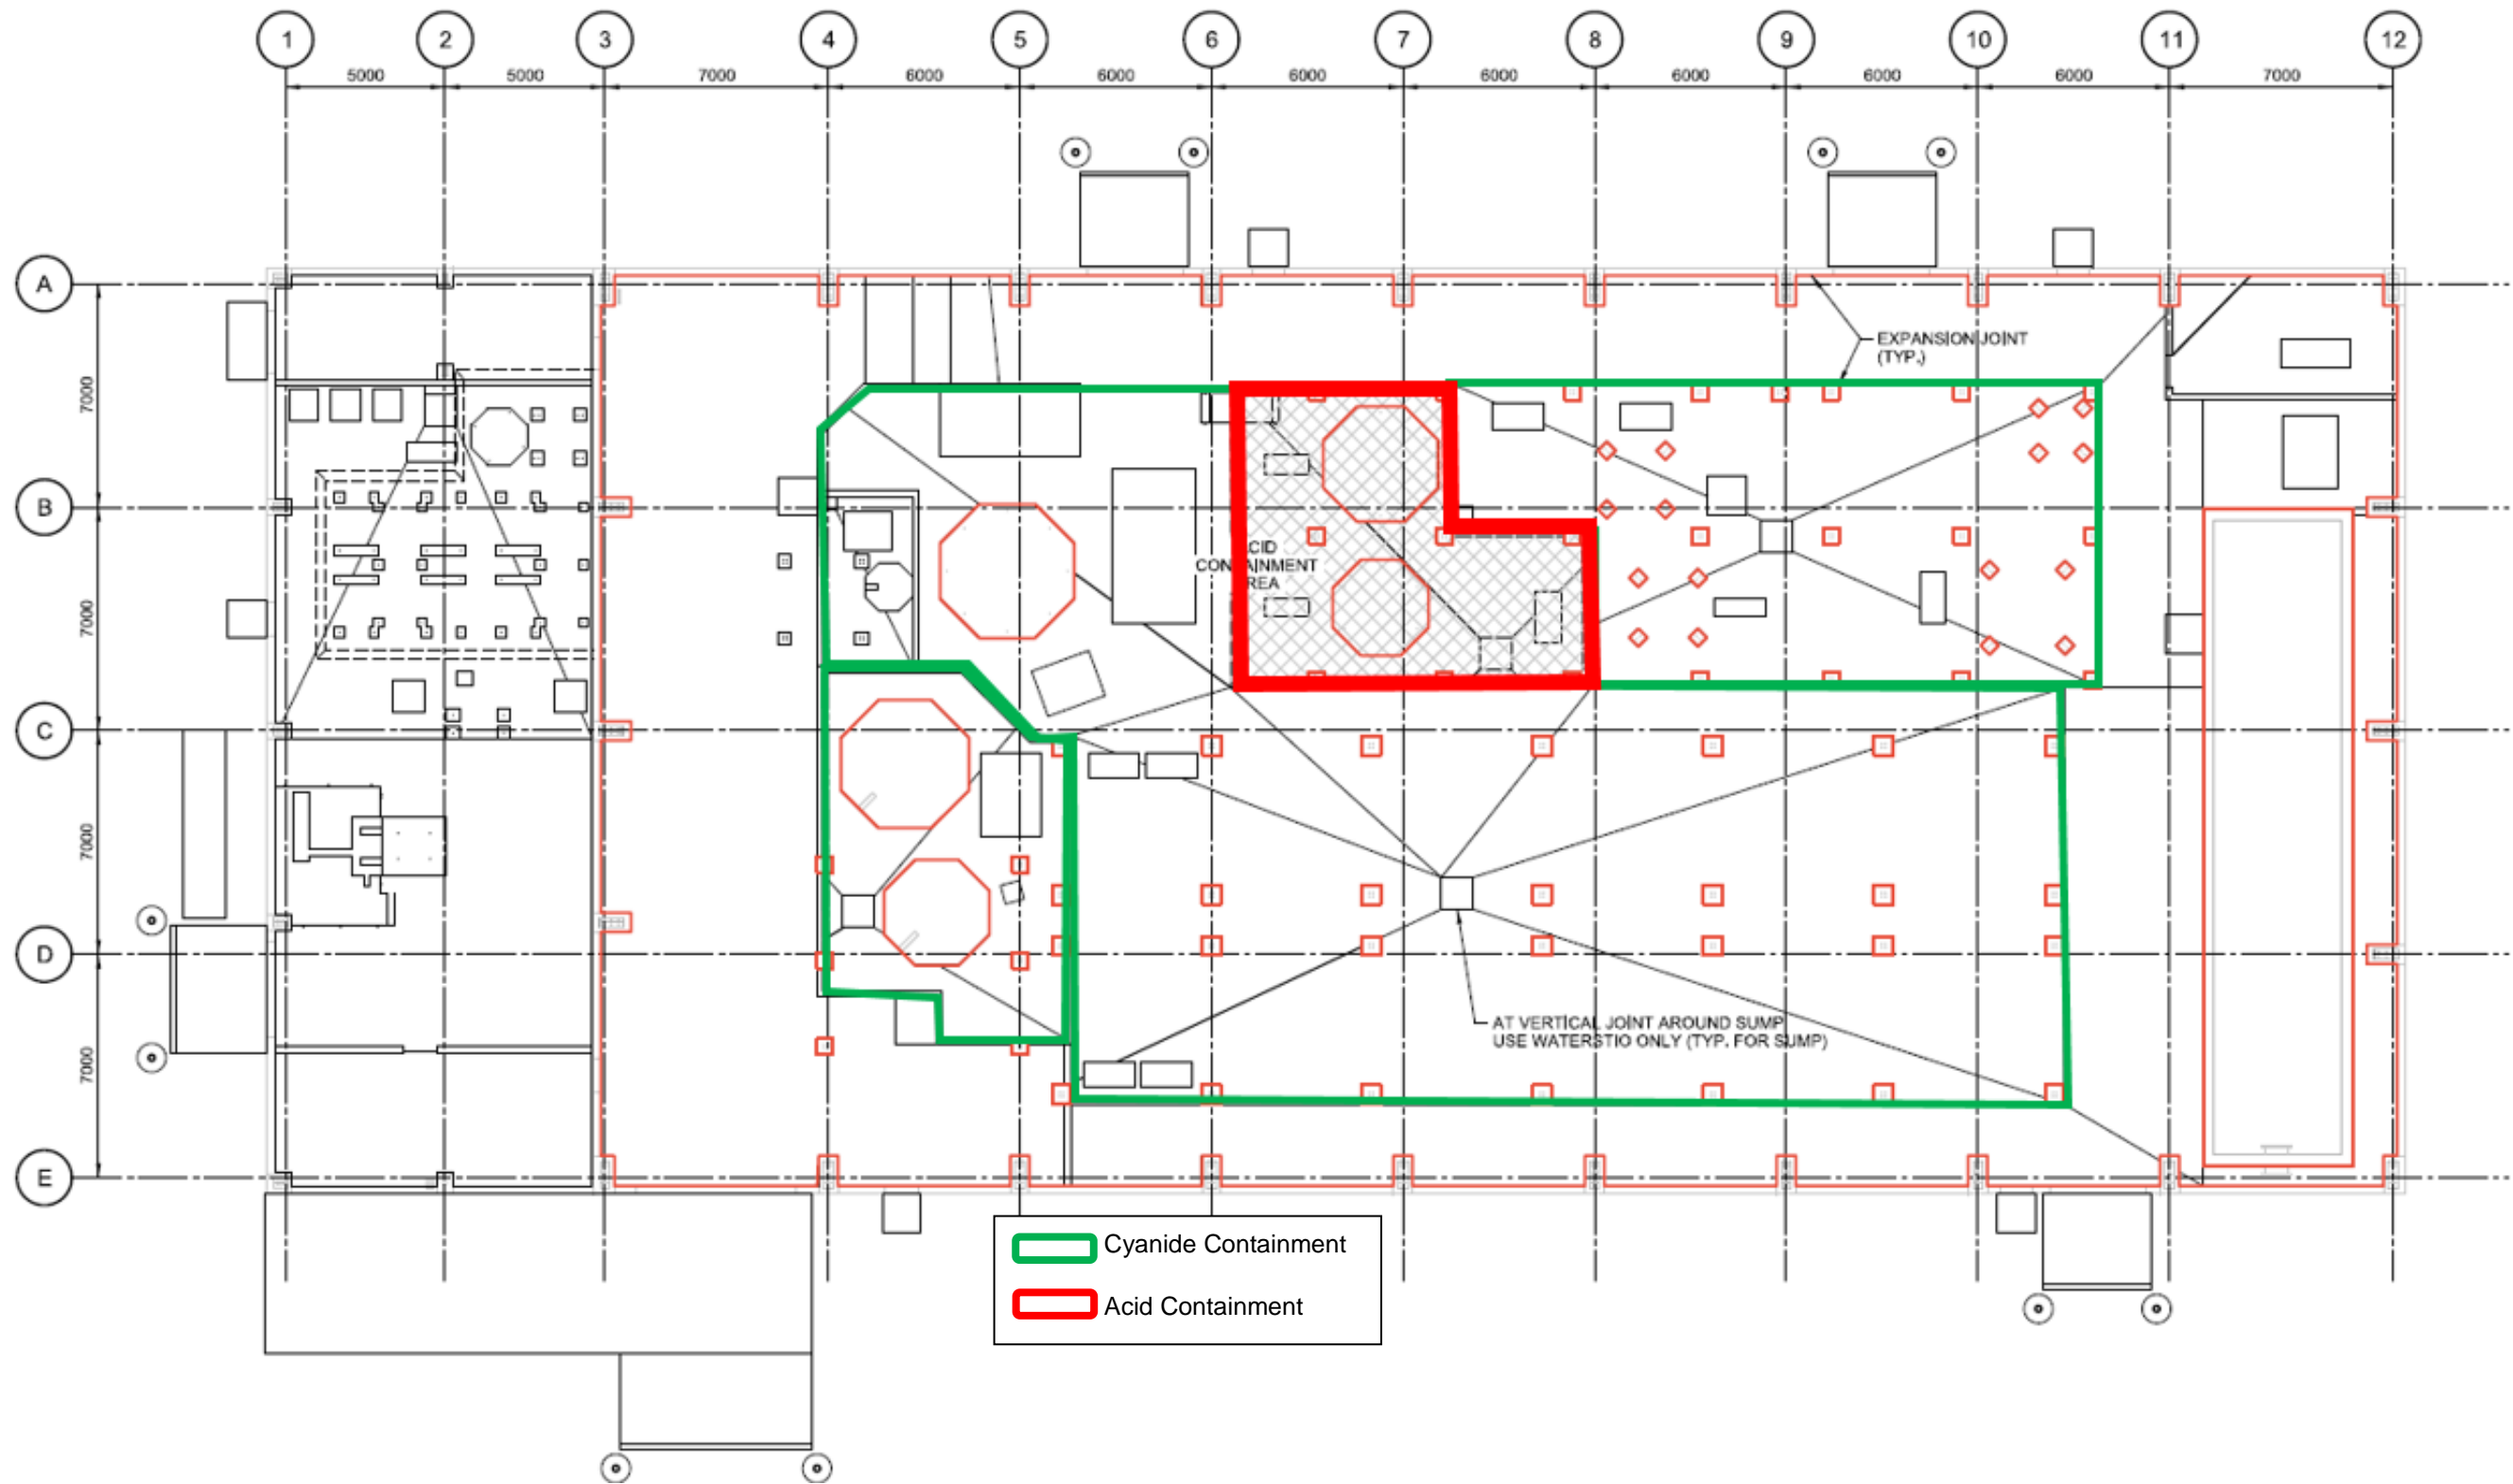 1 2 3 4 5 6 7 8 9 10 11 12
5000 5000 7000 6000 6000 6000 6000 6000 6000 6000 7000
A
EXPANSION JOINT
(TYP.)
7000
B
CID
CON AINMENT
REA
7000
C
7000
D
AT VERTICAL JOINT AROUND SUMP
USE WATERSTIO ONLY (TYP. FOR SUMP)
7000
E
Cyanide Containment
Acid Containment